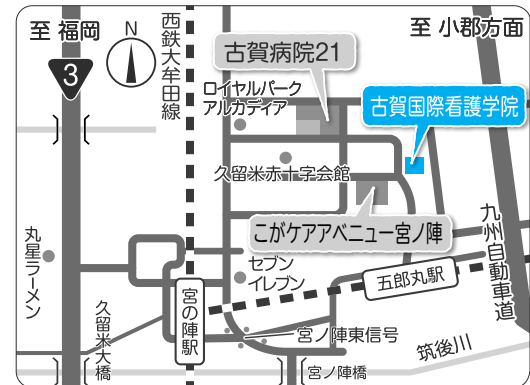 至 福岡
N
3
西鉄大牟田線
至 小郡方面
古賀病院21
ロイヤルパーク
アルカディア
古賀国際看護学院
久留米赤十字会館
こがケアアベニュー宮ノ陣
九州自動車道
丸星ラーメン
セブン
イレブン
五郎丸駅
久留米大橋
宮の陣駅
宮ノ陣東信号
筑後川
宮ノ陣橋